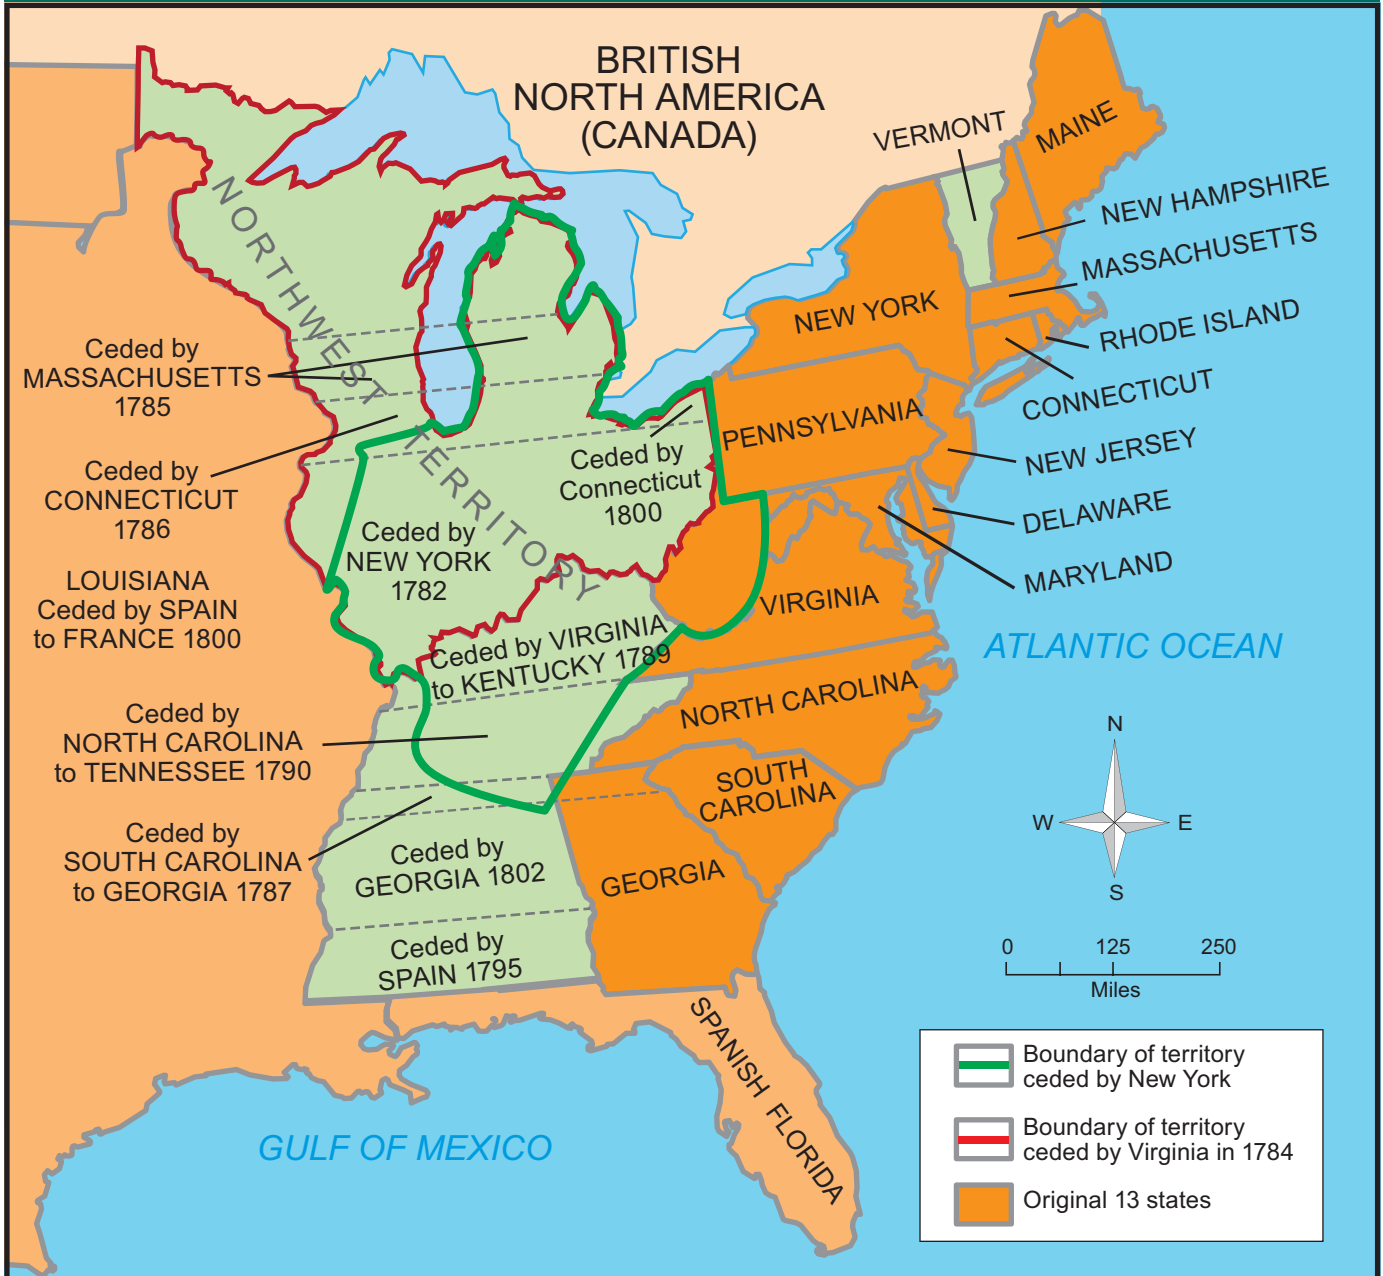 BRITISH
NORTH AMERICA
(CANADA)
VERMONT
MAINE
NEW HAMPSHIRE
MASSACHUSETTS
RHODE ISLAND
CONNECTICUT
NEW JERSEY
DELAWARE
MARYLAND
NEW YORK
PENNSYLVANIA
VIRGINIA
NORTH CAROLINA
SOUTH
CAROLINA
GEORGIA
NORTHWEST
TERRITORY
Ceded by
MASSACHUSETTS
1785
Ceded by
CONNECTICUT
1786
LOUISIANA
Ceded by SPAIN
to FRANCE 1800
Ceded by
NORTH CAROLINA
to TENNESSEE 1790
Ceded by
SOUTH CAROLINA
to GEORGIA 1787
Ceded by
Connecticut
1800
Ceded by
NEW YORK
1782
Ceded by VIRGINIA
to KENTUCKY 1789
Ceded by
GEORGIA 1802
Ceded by
SPAIN 1795
SPANISH FLORIDA
GULF OF MEXICO
ATLANTIC OCEAN
N
W
E
S
0 125 250
Miles
Boundary of territory
ceded by New York
Boundary of territory
ceded by Virginia in 1784
Original 13 states